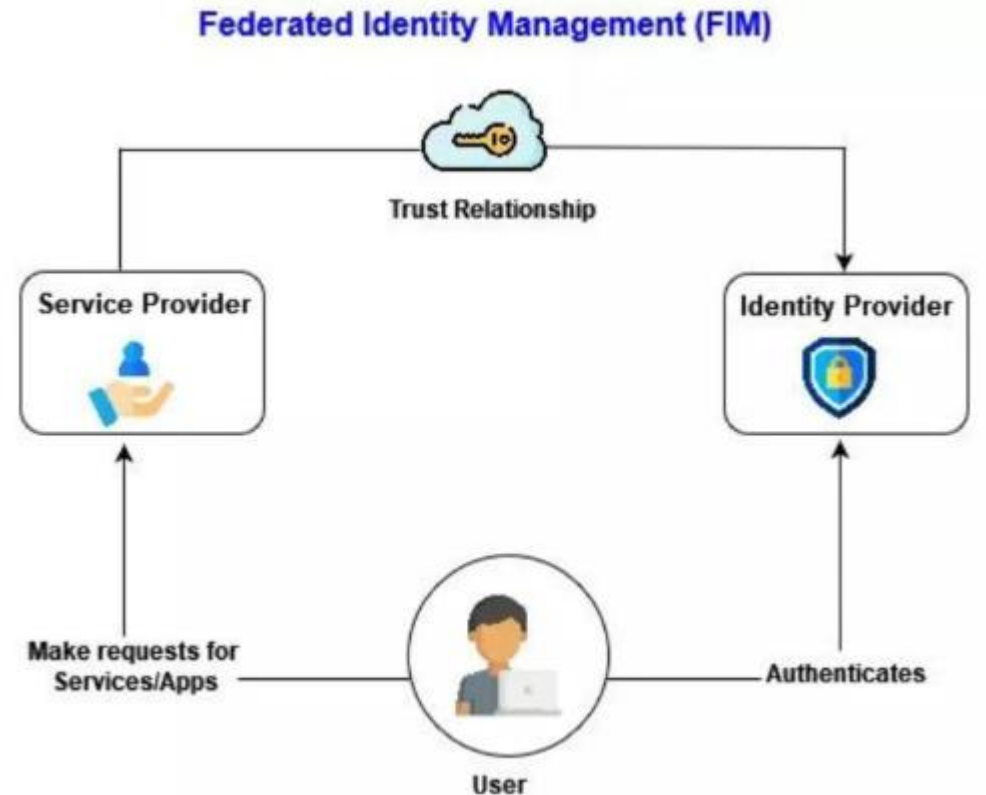 Federated Identity Management (FIM)
Trust Relationship
Service Provider
Identity Provider
Make requests for
Services/Apps
Authenticates
User